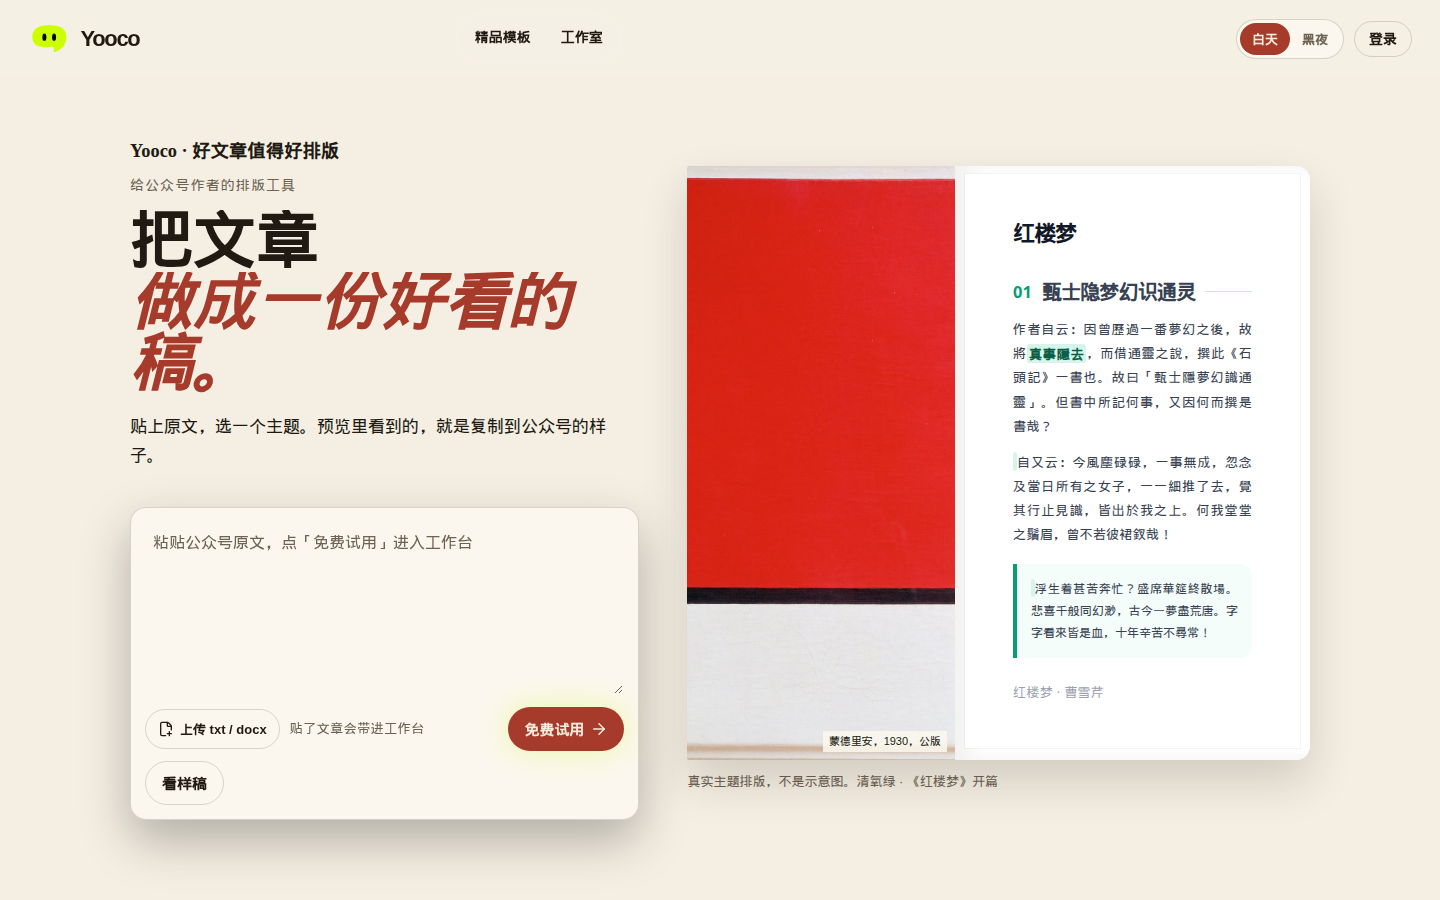 Yooco
精品模板
工作室
白天
黑夜
登录
Yooco · 好文章值得好排版
给公众号作者的排版工具
把文章
做成一份好看的
稿。
贴上原文，选一个主题。预览里看到的，就是复制到公众号的样
子。
粘贴公众号原文，点「免费试用」进入工作台
上传 txt / docx
贴了文章会带进工作台
免费试用
看样稿
红楼梦
01 甄士隐梦幻识通灵
作者自云：因曾歷過一番夢幻之後，故
將真事隱去，而借通靈之說，撰此《石
頭記》一書也。故曰「甄士隱夢幻識通
靈」。但書中所記何事，又因何而撰是
書哉？
自又云：今風塵碌碌，一事無成，忽念
及當日所有之女子，一一細推了去，覺
其行止見識，皆出於我之上。何我堂堂
之鬚眉，曾不若彼裙釵哉！
浮生着甚苦奔忙？盛席華筵終散場。
悲喜千般同幻渺，古今一夢盡荒唐。字
字看來皆是血，十年辛苦不尋常！
红楼梦 · 曹雪芹
蒙德里安，1930，公版
真实主题排版，不是示意图。清氧绿 · 《红楼梦》开篇